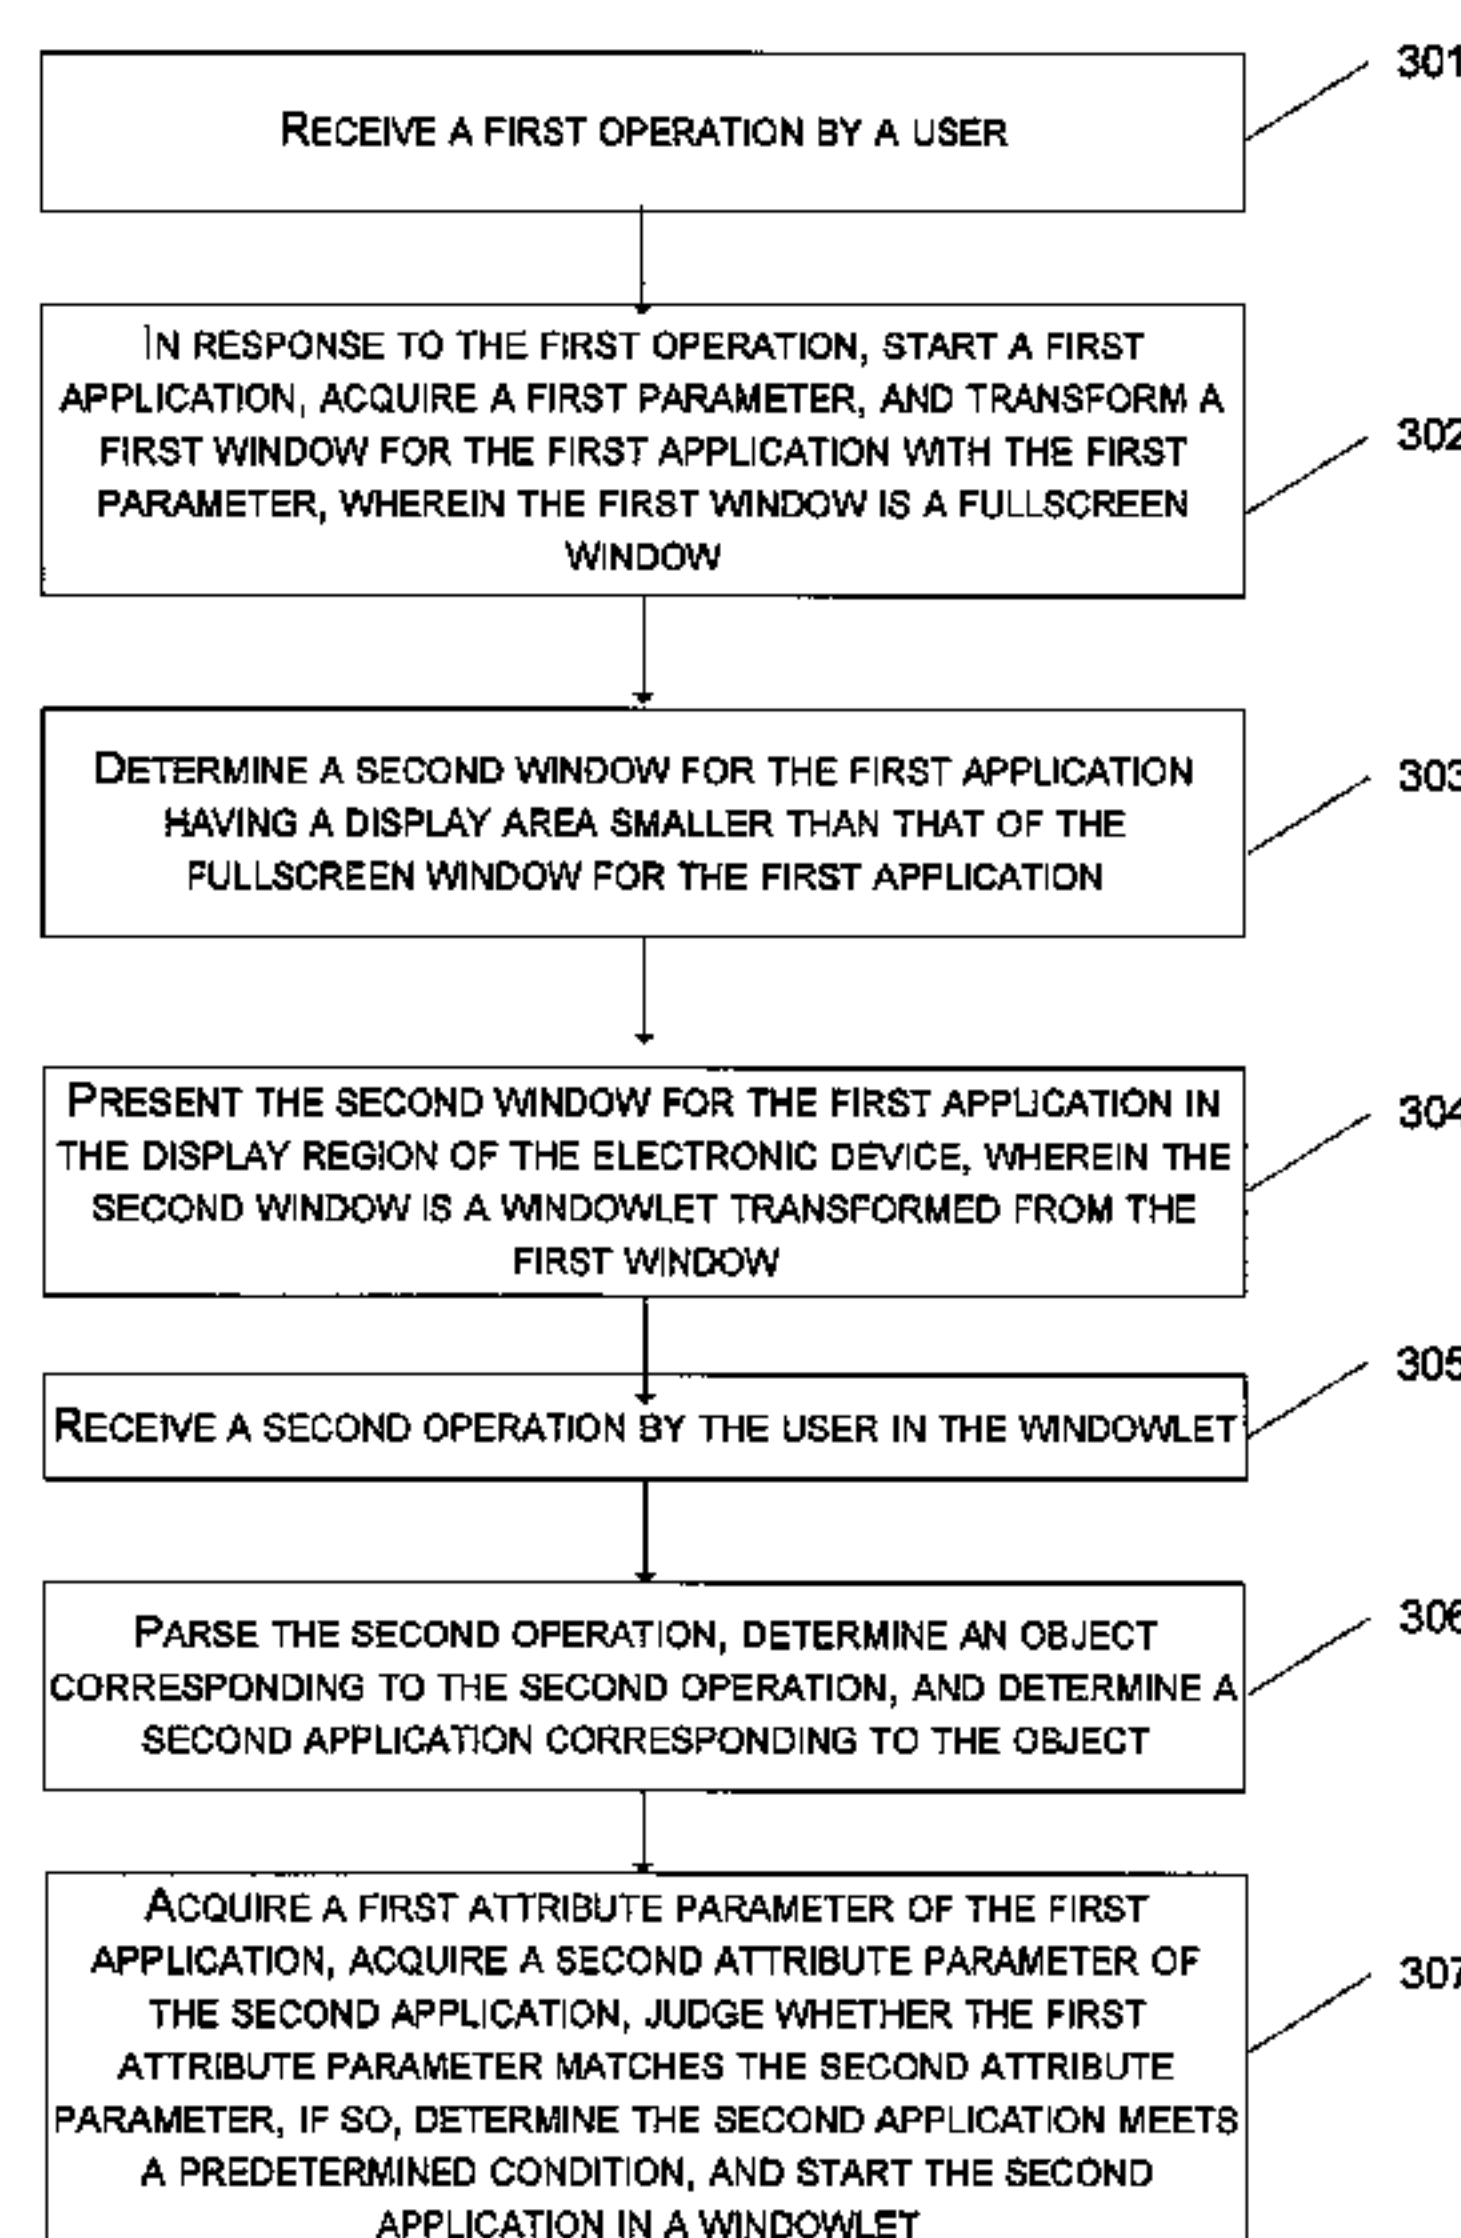 301
RECEIVE A FIRST OPERATION BY A USER
IN RESPONSE TO THE FIRST OPERATION, START A FIRST
APPLICATION, ACQUIRE A FIRST PARAMETER, AND TRANSFORM A
FIRST WINDOW FOR THE FIRST APPLICATION WITH THE FIRST
PARAMETER, WHEREIN THE FIRST WINDOW IS A FULLSCREEN
WINDOW
302
DETERMINE A SECOND WINDOW FOR THE FIRST APPLICATION
HAVING A DISPLAY AREA SMALLER THAN THAT OF THE
FULLSCREEN WINDOW FOR THE FIRST APPLICATION
303
PRESENT THE SECOND WINDOW FOR THE FIRST APPLICATION IN
THE DISPLAY REGION OF THE ELECTRONIC DEVICE, WHEREIN THE
SECOND WINDOW IS A WINDOWLET TRANSFORMED FROM THE
FIRST WINDOW
304
305
RECEIVE A SECOND OPERATION BY THE USER IN THE WINDOWLET
PARSE THE SECOND OPERATION, DETERMINE AN OBJECT
CORRESPONDING TO THE SECOND OPERATION, AND DETERMINE A
SECOND APPLICATION CORRESPONDING TO THE OBJECT
306
ACQUIRE A FIRST ATTRIBUTE PARAMETER OF THE FIRST
APPLICATION, ACQUIRE A SECOND ATTRIBUTE PARAMETER OF
THE SECOND APPLICATION, JUDGE WHETHER THE FIRST
ATTRIBUTE PARAMETER MATCHES THE SECOND ATTRIBUTE
PARAMETER, IF SO, DETERMINE THE SECOND APPLICATION MEETS
A PREDETERMINED CONDITION, AND START THE SECOND
APPLICATION IN A WINDOWLET
307